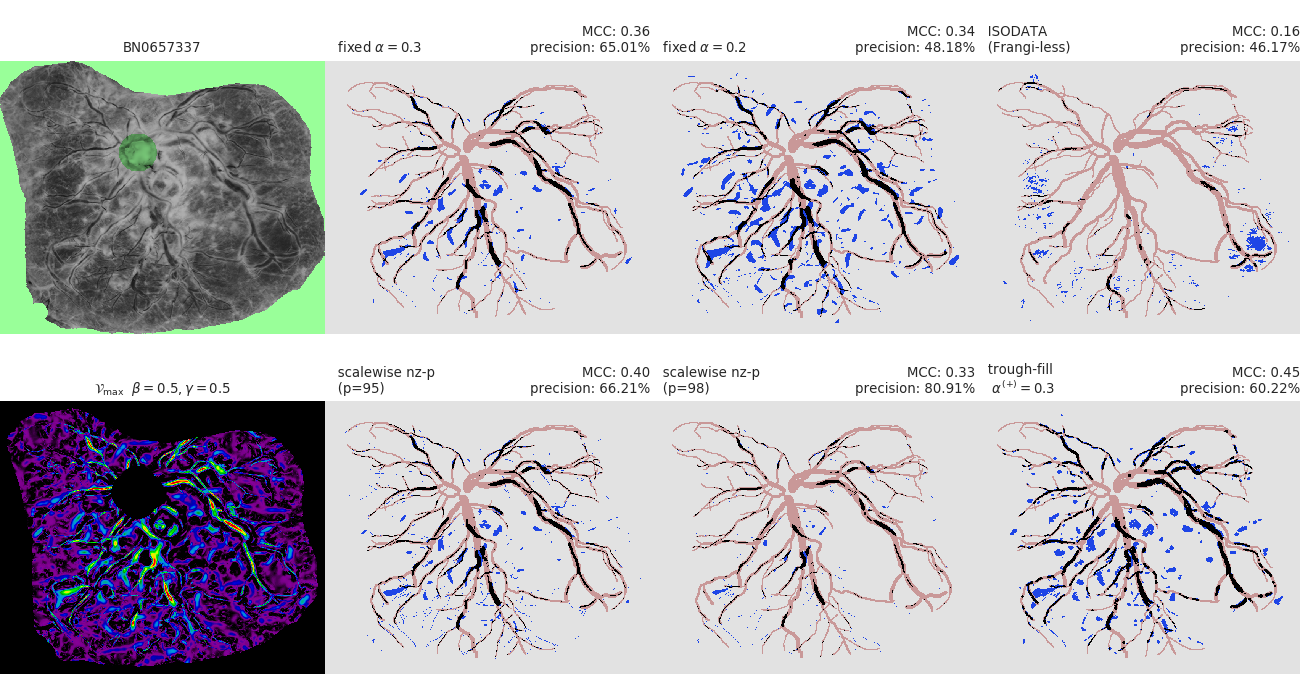 BN0657337
fixed α = 0.3
MCC: 0.36
precision: 65.01%
fixed α = 0.2
MCC: 0.34
precision: 48.18%
ISODATA
(Frangi-less)
MCC: 0.16
precision: 46.17%
𝒱max β = 0.5, γ = 0.5
scalewise nz-p
(p=95)
MCC: 0.40
precision: 66.21%
scalewise nz-p
(p=98)
MCC: 0.33
precision: 80.91%
trough-fill
α(+) = 0.3
MCC: 0.45
precision: 60.22%